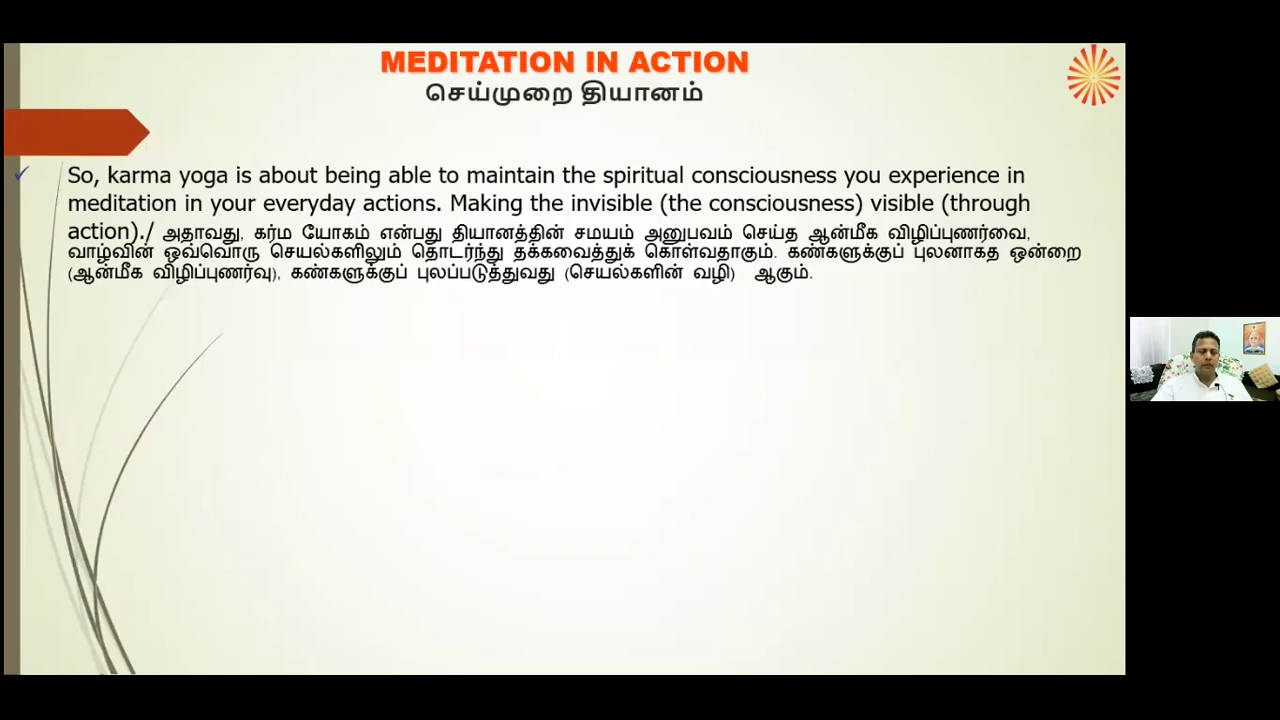 MEDITATION IN ACTION
செய்முறை தியானம்
So, karma yoga is about being able to maintain the spiritual consciousness you experience in
meditation in your everyday actions. Making the invisible (the consciousness) visible (through
action)./ அதாவது, கர்ம யோகம் என்பது தியானத்தின் சமயம் அனுபவம் செய்த ஆன்மீக விழிப்புணர்வை,
வாழ்வின் ஒவ்வொரு செயல்களிலும் தொடர்ந்து தக்கவைத்துக் கொள்வதாகும். கண்களுக்குப் புலனாகத ஒன்றை
(ஆன்மீக விழிப்புணர்வு), கண்களுக்குப் புலப்படுத்துவது (செயல்களின் வழி) ஆகும்.